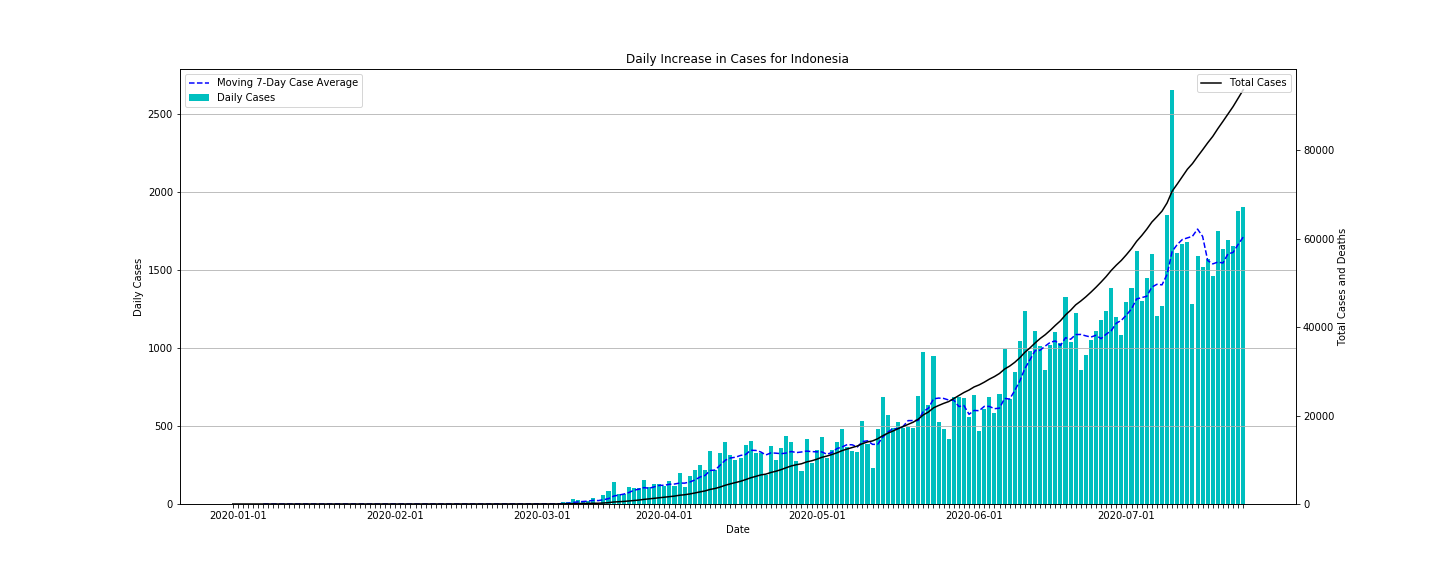 Daily Increase in Cases for Indonesia
Moving 7-Day Case Average
Daily Cases
Total Cases
2500
2000
1500
1000
500
0
Daily Cases
80000
60000
40000
20000
0
Total Cases and Deaths
2020-01-01
2020-02-01
2020-03-01
2020-04-01
2020-05-01
2020-06-01
2020-07-01
Date